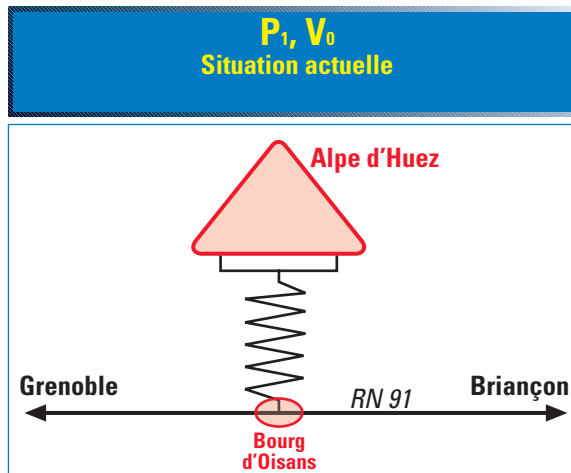 P₁, V₀
Situation actuelle
Alpe d'Huez
Grenoble
RN 91
Briançon
Bourg
d'Oisans